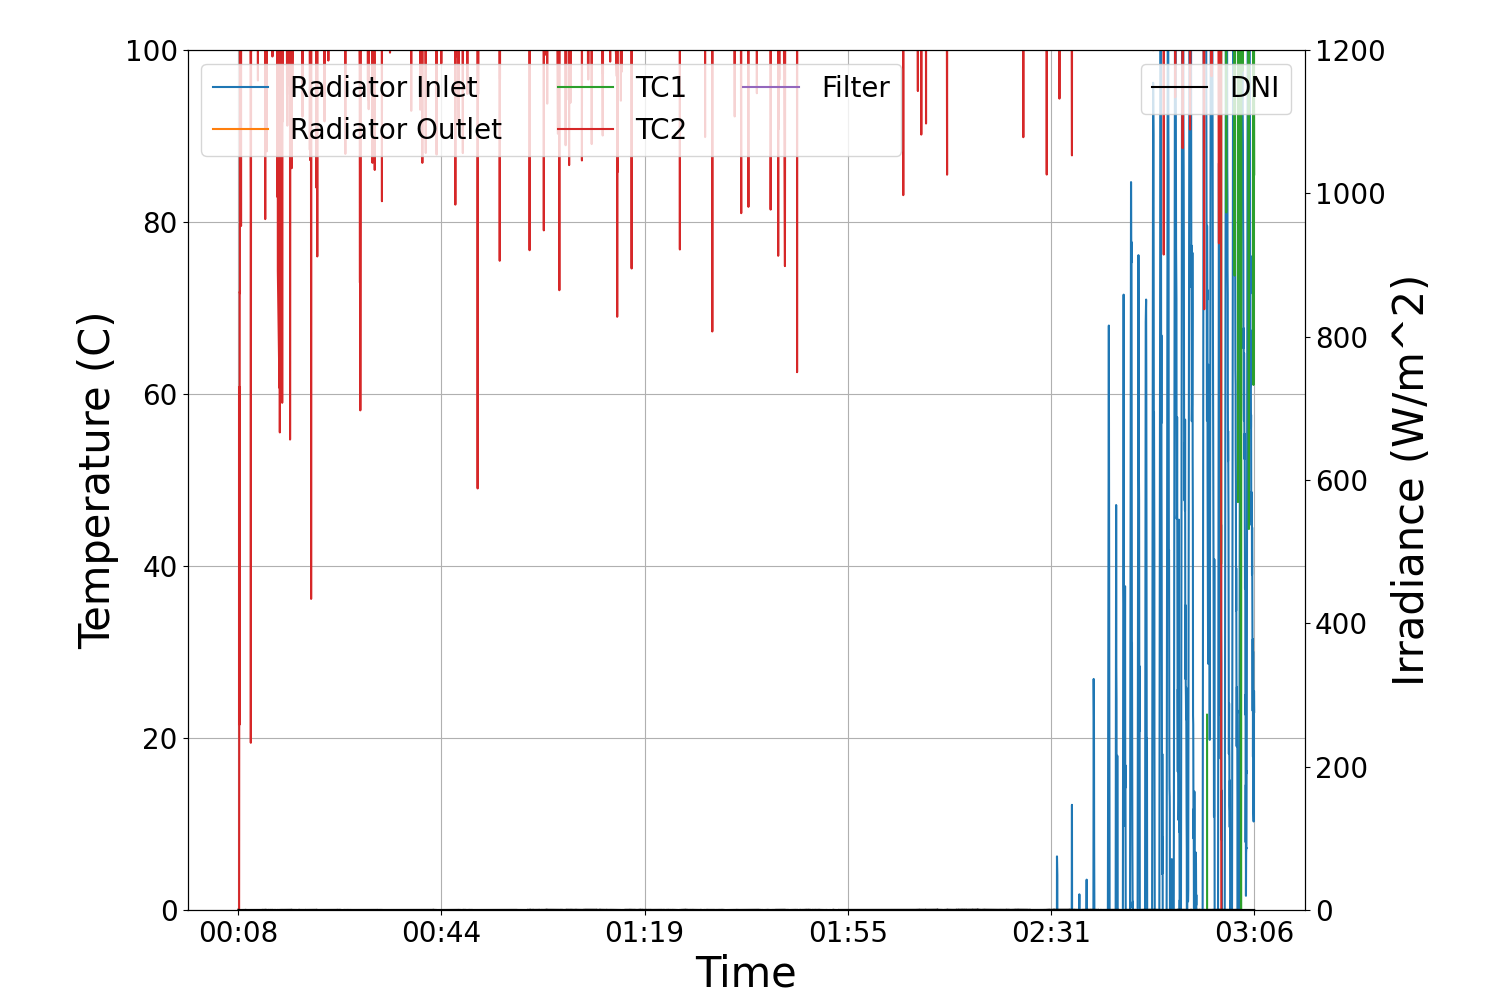 Radiator Inlet
Radiator Outlet
TC1
TC2
Filter
DNI
Temperature (C)
100
80
60
40
20
0
1200
1000
800
600
400
200
0
Irradiance (W/m^2)
00:08 00:44 01:19 01:55 02:31 03:06
Time